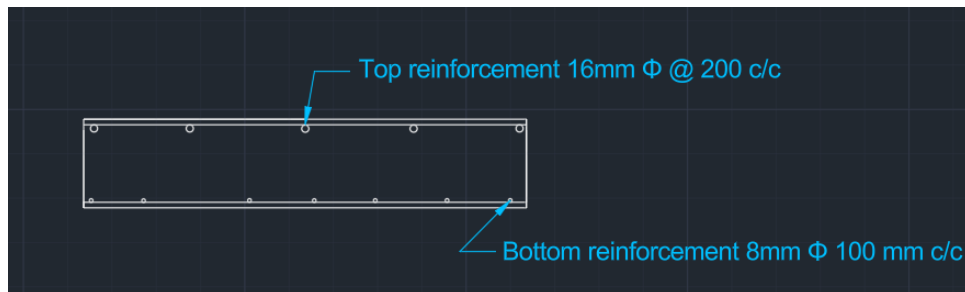 Top reinforcement 16mm Φ @ 200 c/c
Bottom reinforcement 8mm Φ 100 mm c/c